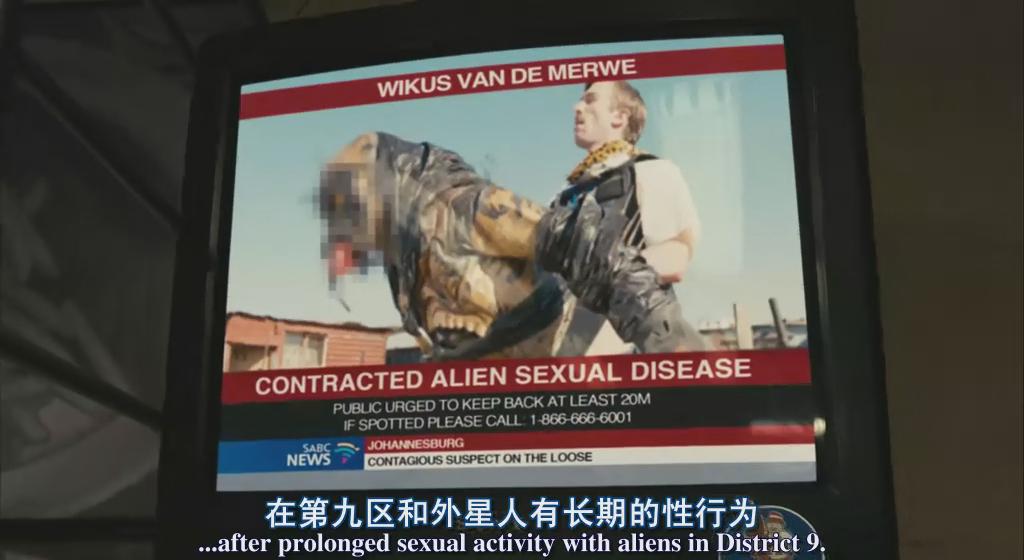 WIKUS VAN DE MERWE
CONTRACTED ALIEN SEXUAL DISEASE
PUBLIC URGED TO KEEP BACK AT LEAST 20M
IF SPOTTED PLEASE CALL: 1-866-666-6001
SABC NEWS
JOHANNESBURG
CONTAGIOUS SUSPECT ON THE LOOSE
在第九区和外星人有长期的性行为
...after prolonged sexual activity with aliens in District 9.